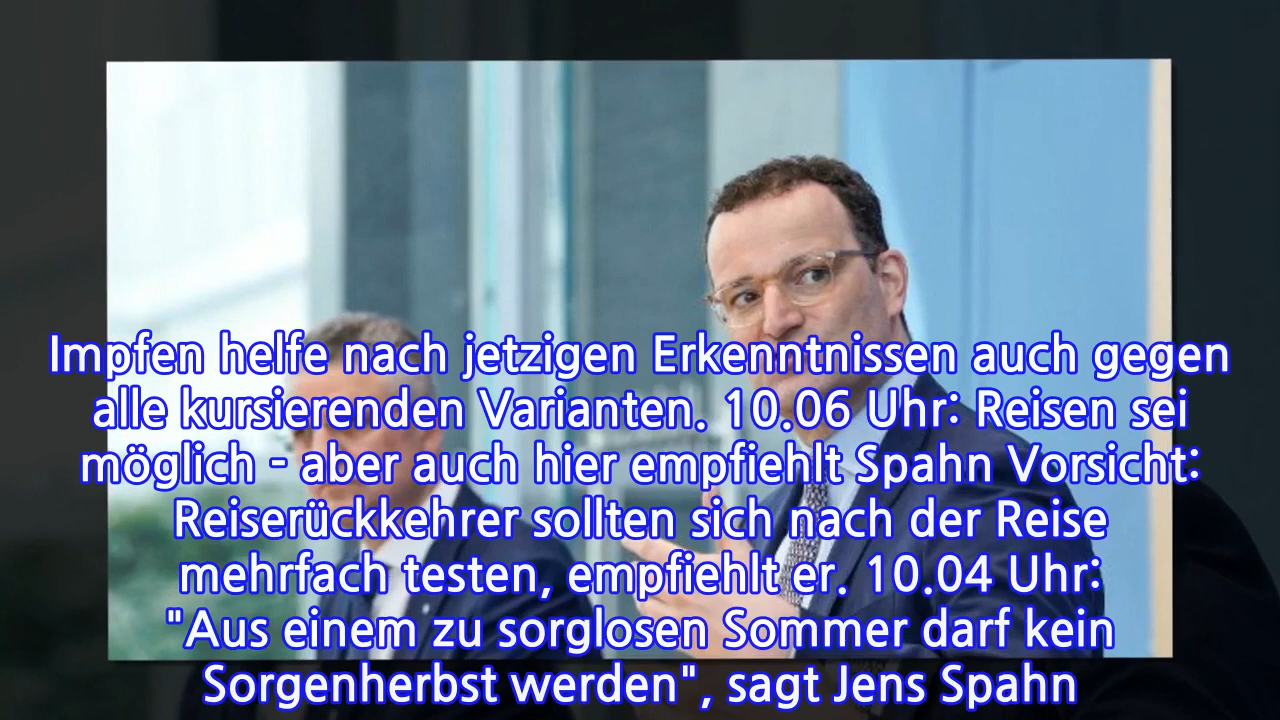 Impfen helfe nach jetzigen Erkenntnissen auch gegen
alle kursierenden Varianten. 10.06 Uhr: Reisen sei
möglich - aber auch hier empfiehlt Spahn Vorsicht:
Reiserückkehrer sollten sich nach der Reise
mehrfach testen, empfiehlt er. 10.04 Uhr:
"Aus einem zu sorglosen Sommer darf kein
Sorgenherbst werden", sagt Jens Spahn